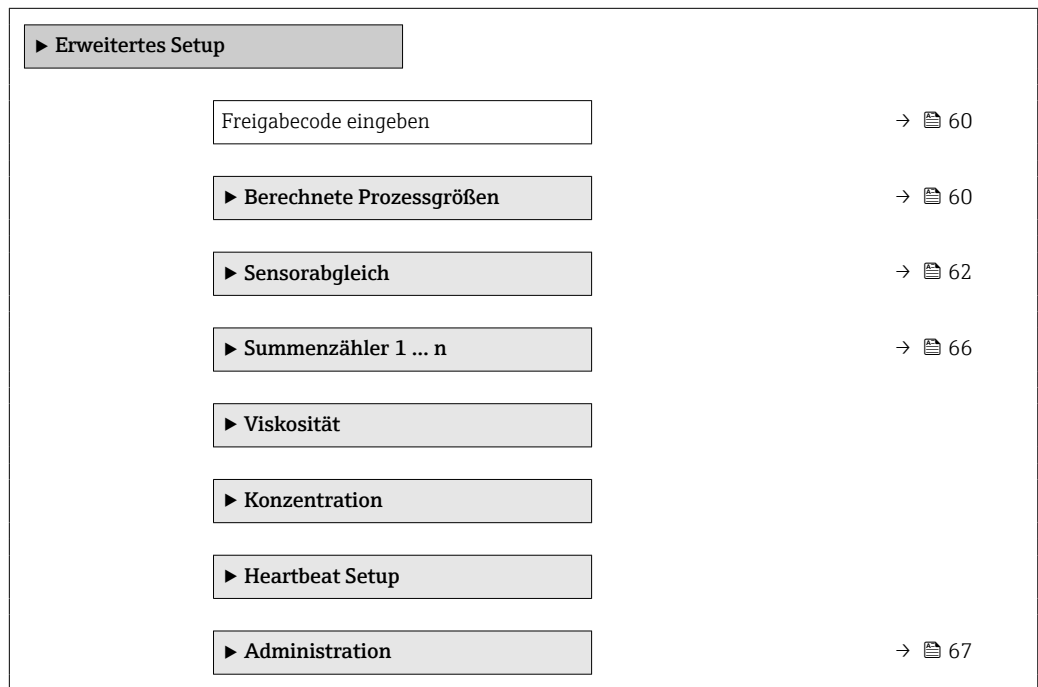 ▶ Erweitertes Setup
Freigabecode eingeben → 60
▶ Berechnete Prozessgrößen → 60
▶ Sensorabgleich → 62
▶ Summenzähler 1 ... n → 66
▶ Viskosität
▶ Konzentration
▶ Heartbeat Setup
▶ Administration → 67